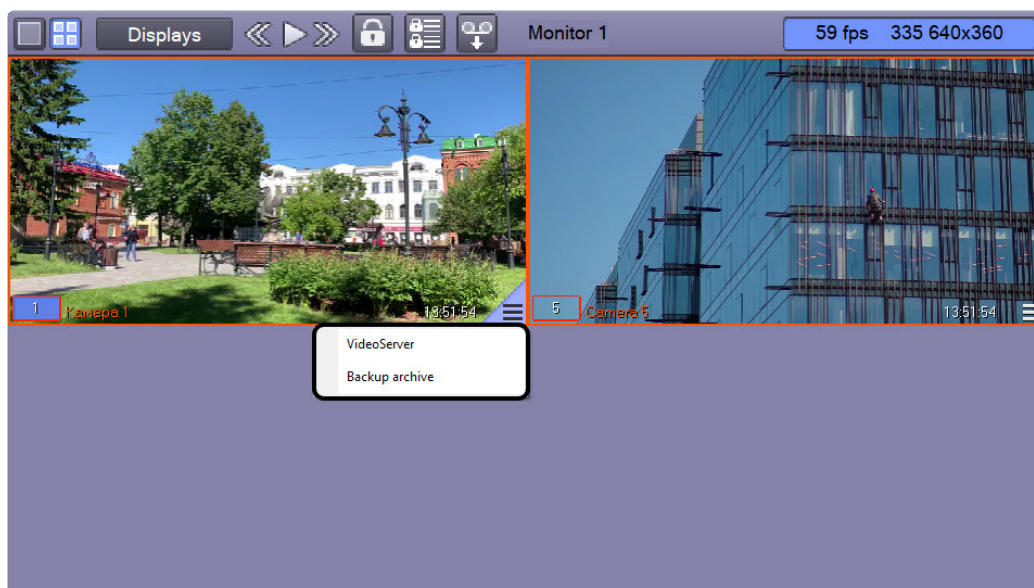 Displays
Monitor 1
59 fps 335 640x360
1
Камера 1
13:51:54
5
Camera 5
13:51:54
VideoServer
Backup archive